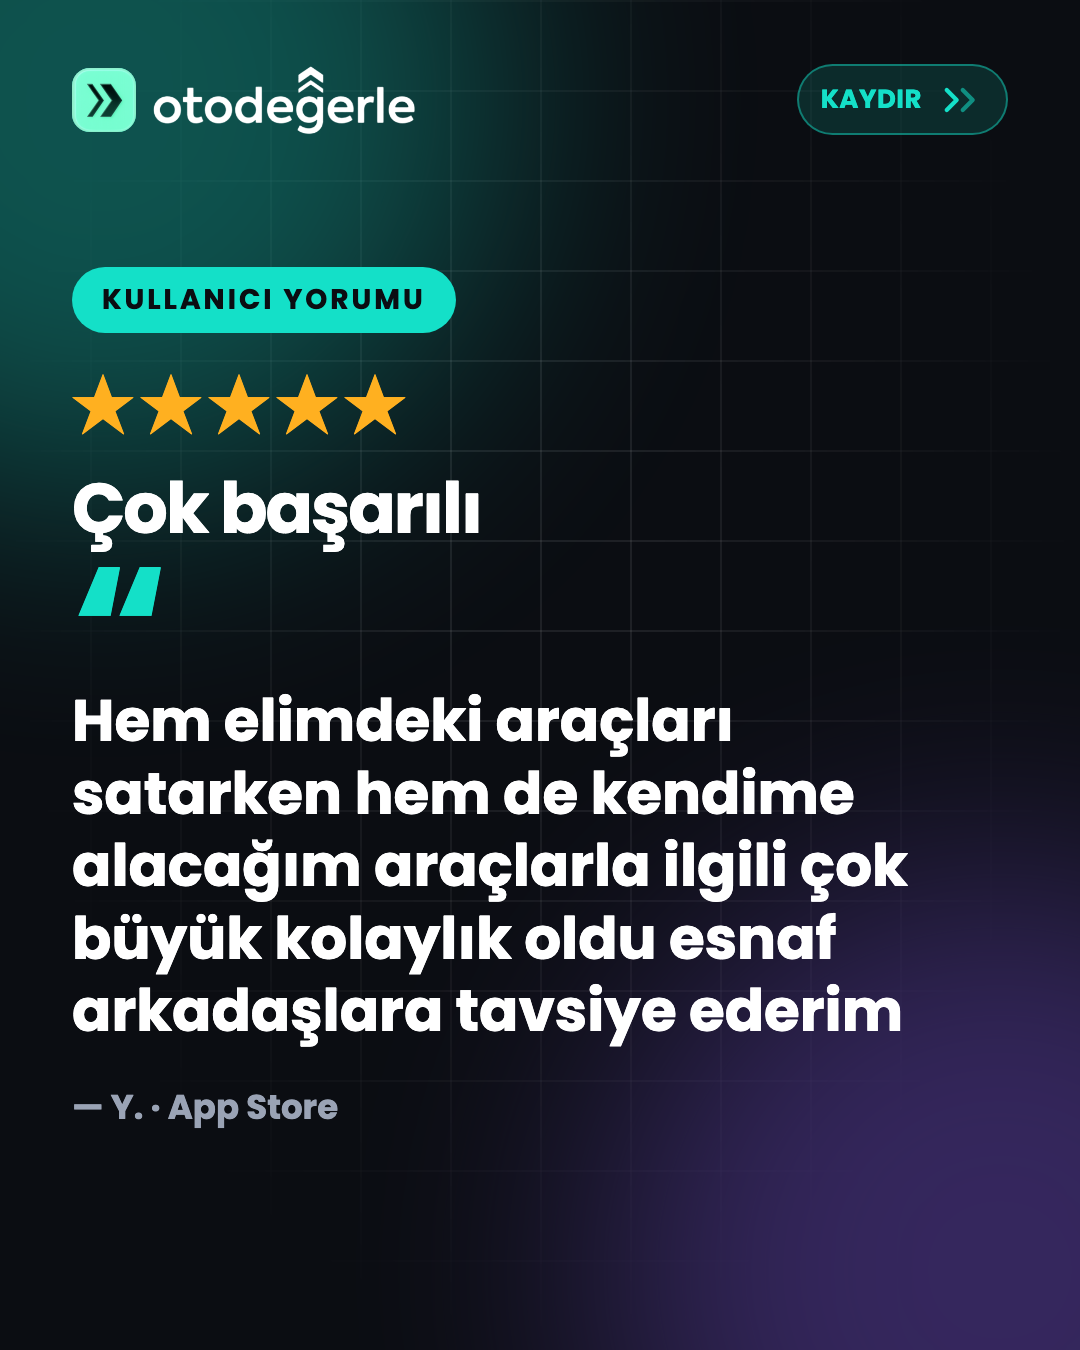 otodeğerle
KAYDIR
KULLANICI YORUMU
Çok başarılı
“
Hem elimdeki araçları
satarken hem de kendime
alacağım araçlarla ilgili çok
büyük kolaylık oldu esnaf
arkadaşlara tavsiye ederim
— Y. · App Store